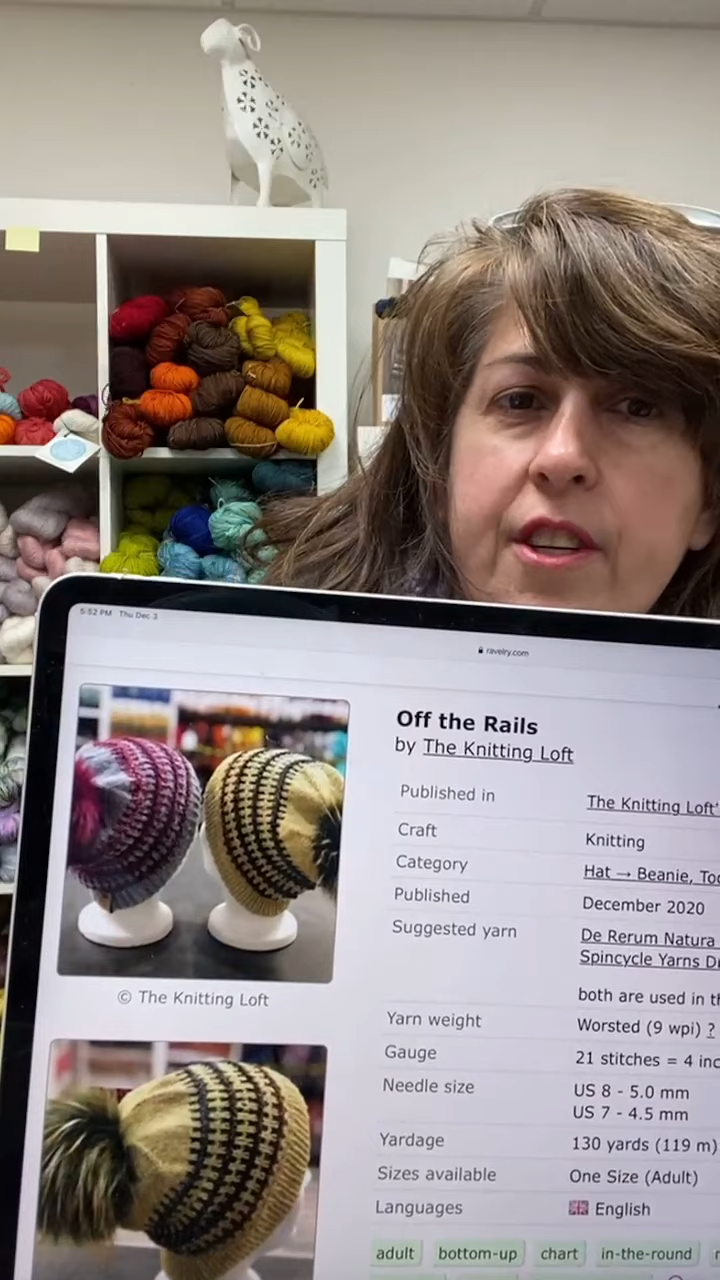 5:52 PM Thu Dec 3
ravelry.com
Off the Rails
by The Knitting Loft
Published in The Knitting Loft'
Craft Knitting
Category Hat → Beanie, Toq
Published December 2020
Suggested yarn De Rerum Natura
Spincycle Yarns Dr
both are used in th
Yarn weight Worsted (9 wpi) ?
Gauge 21 stitches = 4 inc
Needle size US 8 - 5.0 mm
US 7 - 4.5 mm
Yardage 130 yards (119 m)
Sizes available One Size (Adult)
Languages English
adult bottom-up chart in-the-round
© The Knitting Loft